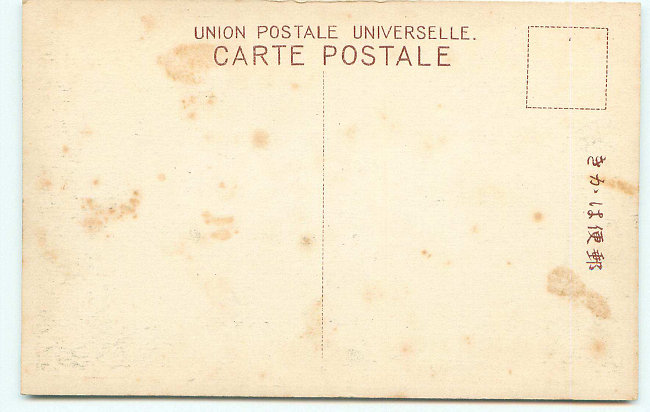 UNION POSTALE UNIVERSELLE.
CARTE POSTALE
郵便はかき